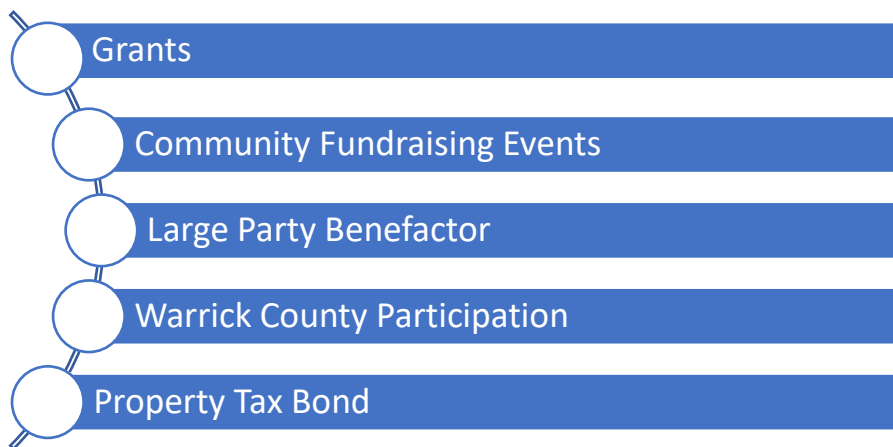 Grants
Community Fundraising Events
Large Party Benefactor
Warrick County Participation
Property Tax Bond